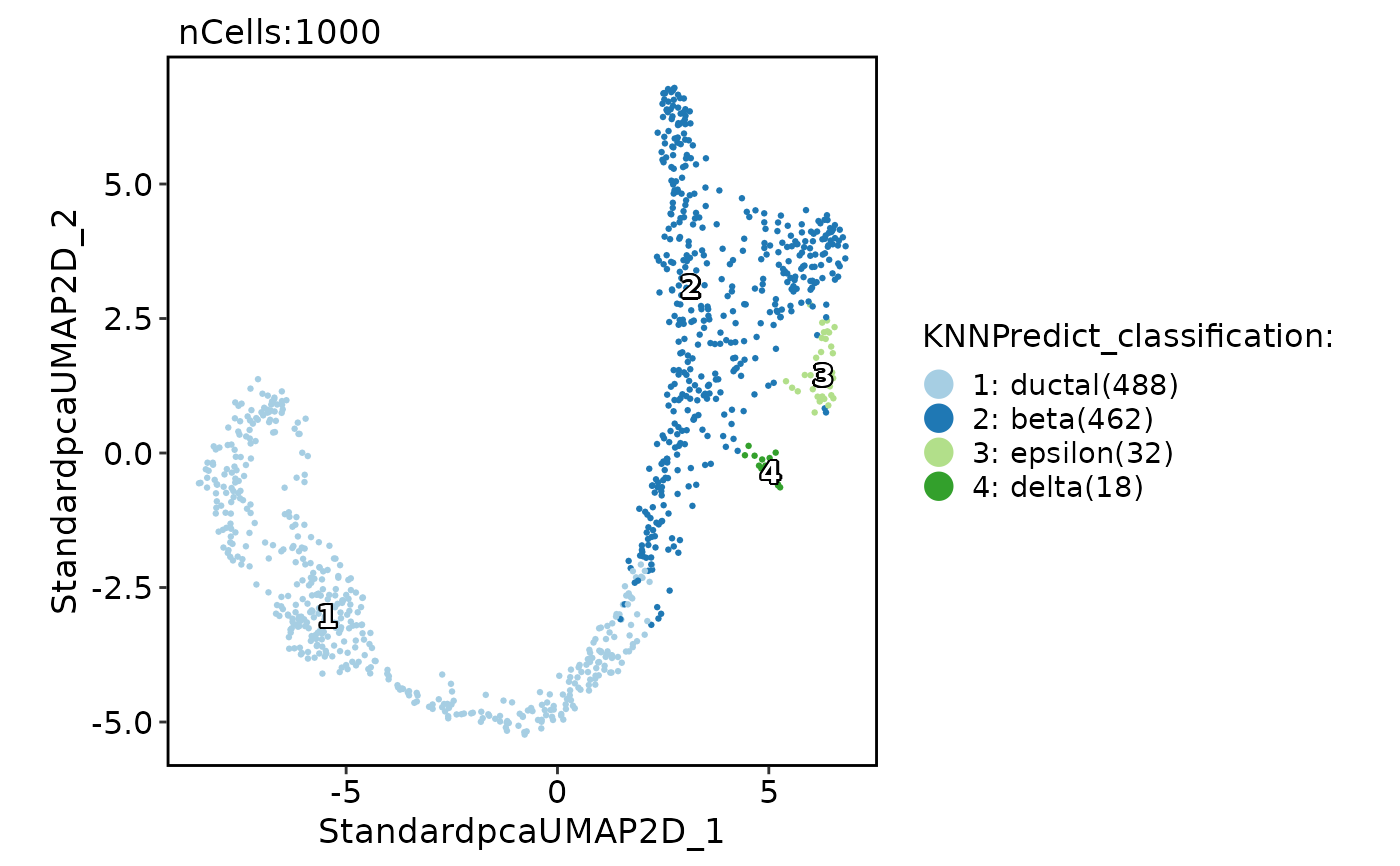 nCells:1000
StandardpcaUMAP2D_2
5.0
2.5
0.0
-2.5
-5.0
1
2
3
4
-5
0
5
StandardpcaUMAP2D_1
KNNPredict_classification:
1: ductal(488)
2: beta(462)
3: epsilon(32)
4: delta(18)